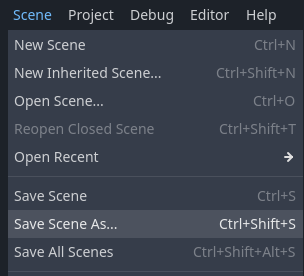 Scene Project Debug Editor Help
New Scene Ctrl+N
New Inherited Scene... Ctrl+Shift+N
Open Scene... Ctrl+O
Reopen Closed Scene Ctrl+Shift+T
Open Recent
Save Scene Ctrl+S
Save Scene As... Ctrl+Shift+S
Save All Scenes Ctrl+Shift+Alt+S